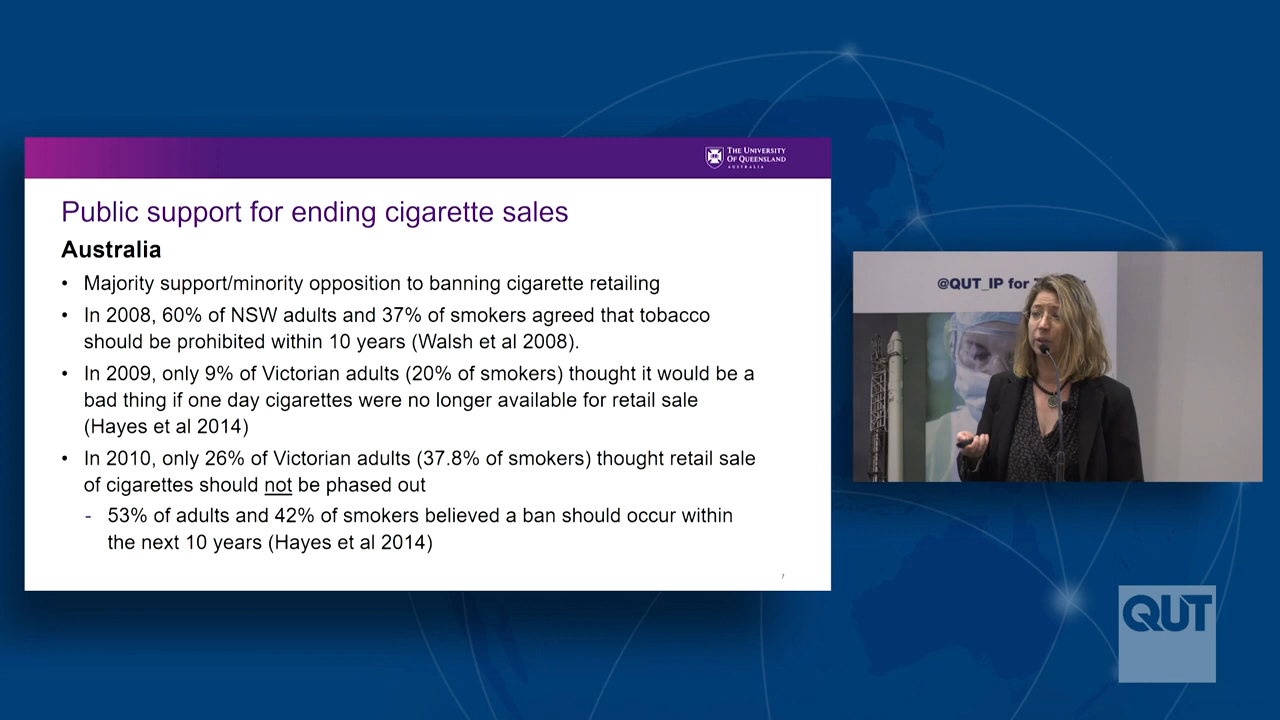 THE UNIVERSITY
OF QUEENSLAND
AUSTRALIA
Public support for ending cigarette sales
Australia
• Majority support/minority opposition to banning cigarette retailing
• In 2008, 60% of NSW adults and 37% of smokers agreed that tobacco
should be prohibited within 10 years (Walsh et al 2008).
• In 2009, only 9% of Victorian adults (20% of smokers) thought it would be a
bad thing if one day cigarettes were no longer available for retail sale
(Hayes et al 2014)
• In 2010, only 26% of Victorian adults (37.8% of smokers) thought retail sale
of cigarettes should not be phased out
- 53% of adults and 42% of smokers believed a ban should occur within
the next 10 years (Hayes et al 2014)
7
@QUT_IP for
QUT